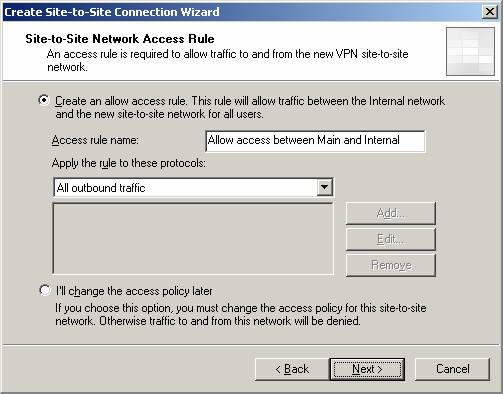 Create Site-to-Site Connection Wizard
Site-to-Site Network Access Rule
An access rule is required to allow traffic to and from the new VPN site-to-site
network.
Create an allow access rule. This rule will allow traffic between the Internal network
and the new site-to-site network for all users.
Access rule name:
Allow access between Main and Internal
Apply the rule to these protocols:
All outbound traffic
Add...
Edit...
Remove
I'll change the access policy later
If you choose this option, you must change the access policy for this site-to-site
network. Otherwise traffic to and from this network will be denied.
< Back
Next >
Cancel